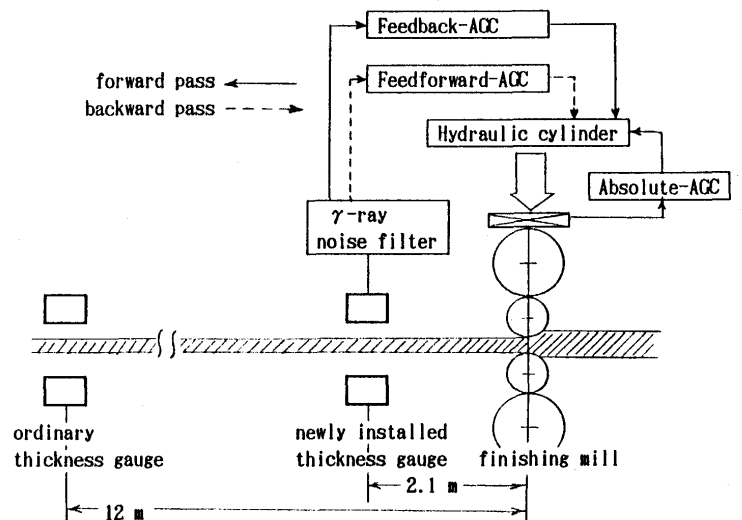 Feedback-AGC
forward pass
Feedforward-AGC
backward pass
Hydraulic cylinder
Absolute-AGC
γ-ray
noise filter
ordinary
thickness gauge
newly installed
thickness gauge
finishing mill
2.1 m
12 m